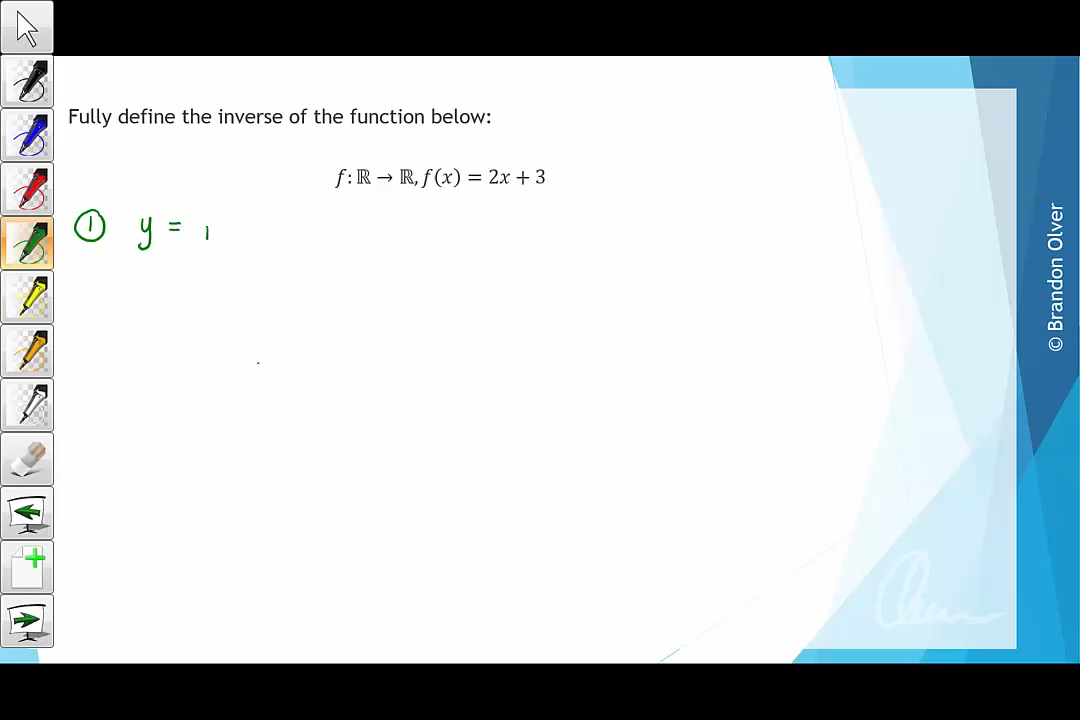 Fully define the inverse of the function below:
f: ℝ → ℝ, f(x) = 2x + 3
① y =
© Brandon Olver